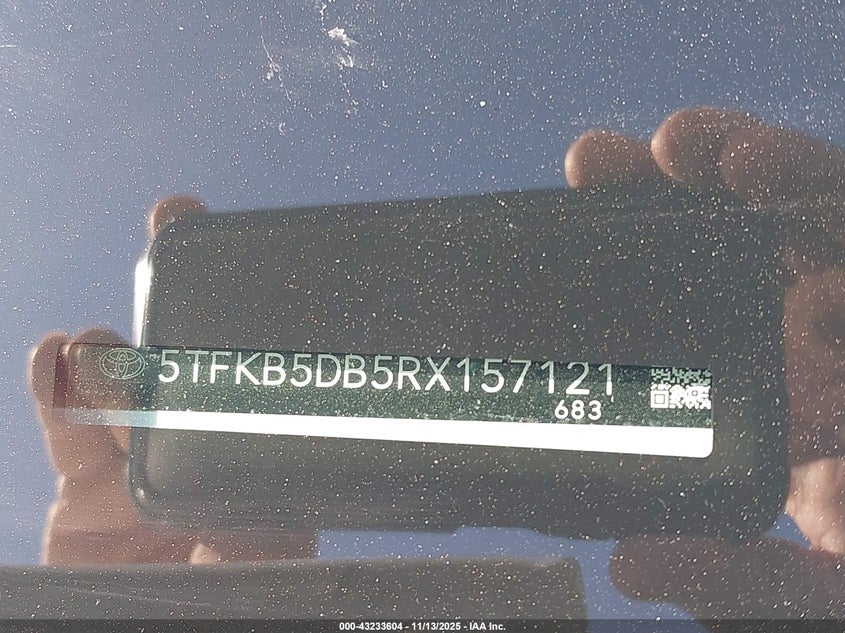 5TFKB5DB5RX157121
683
000-43233604 - 11/13/2025 - IAA Inc.